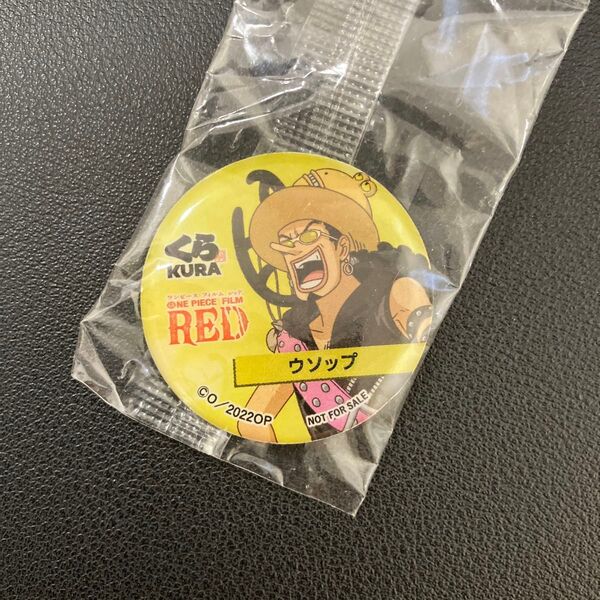 くら
KURA
ワンピース フィルム レッド
ONE PIECE FILM
RED
ウソップ
©O/2022OP
NOT FOR SALE